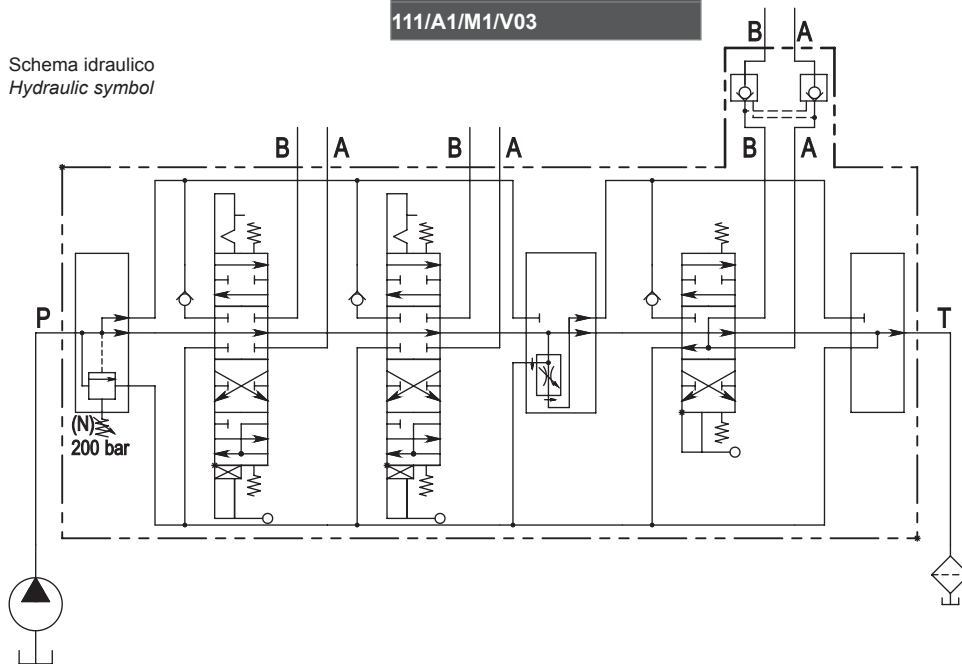 111/A1/M1/V03
Schema idraulico
Hydraulic symbol
B A
B A
B A
B A
P
T
(N)
200 bar